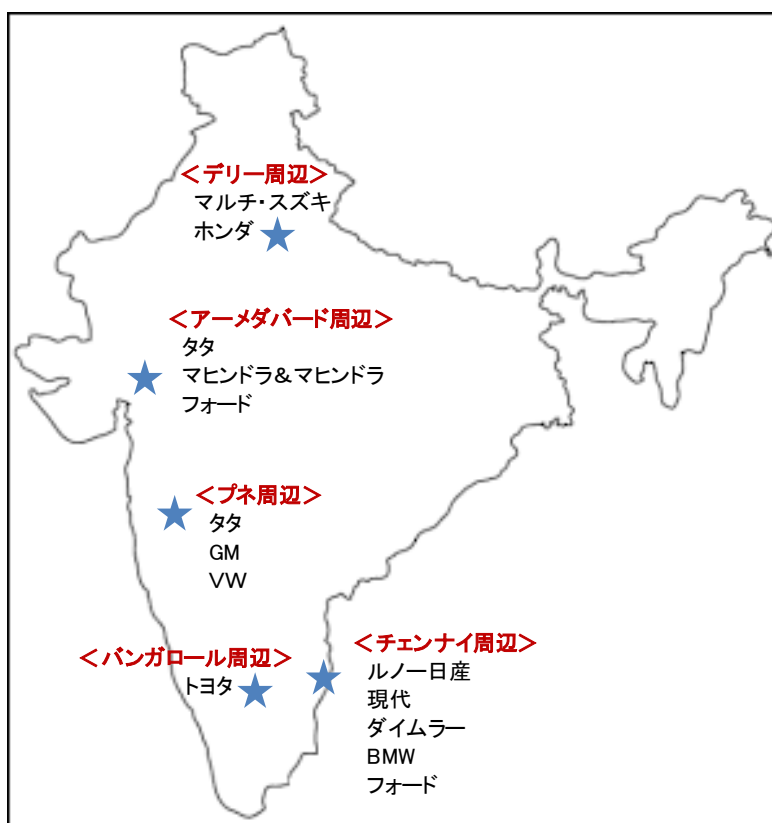 ＜デリー周辺＞
マルチ・スズキ
ホンダ
＜アーメダバード周辺＞
タタ
マヒンドラ＆マヒンドラ
フォード
＜プネ周辺＞
タタ
GM
VW
＜バンガロール周辺＞
トヨタ
＜チェンナイ周辺＞
ルノー日産
現代
ダイムラー
BMW
フォード